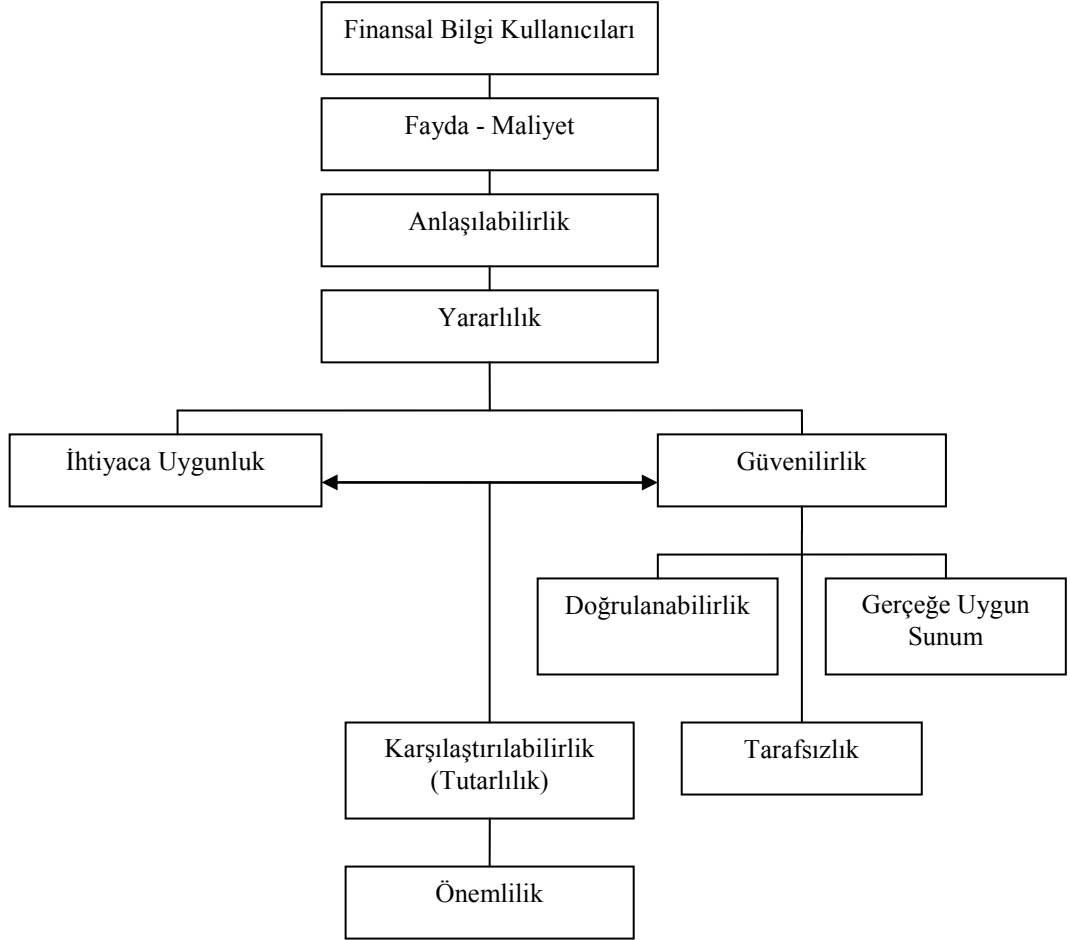 Finansal Bilgi Kullanıcıları
Fayda - Maliyet
Anlaşılabilirlik
Yararlılık
İhtiyaca Uygunluk
Güvenilirlik
Doğrulanabilirlik
Gerçeğe Uygun
Sunum
Karşılaştırılabilirlik
(Tutarlılık)
Tarafsızlık
Önemlilik